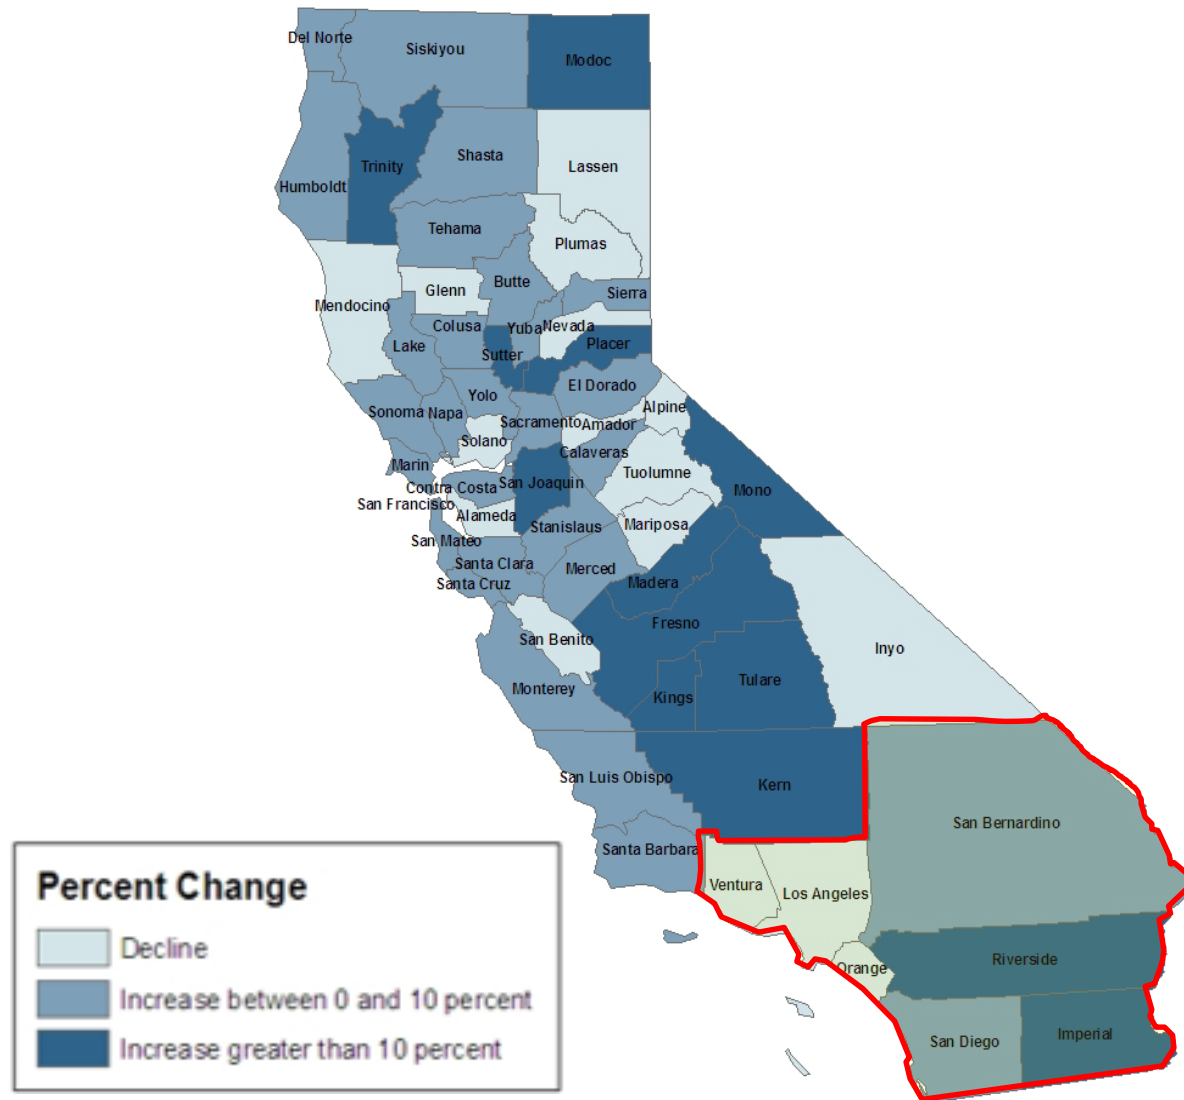 Del Norte
Siskiyou
Modoc
Trinity
Shasta
Lassen
Humboldt
Tehama
Plumas
Butte
Glenn
Sierra
Mendocino
Colusa
Yuba
Nevada
Lake
Sutter
Placer
El Dorado
Yolo
Sonoma
Napa
Alpine
Sacramento
Amador
Solano
Calaveras
Marin
Tuolumne
Contra Costa
San Joaquin
Mono
San Francisco
Alameda
Stanislaus
Mariposa
San Mateo
Santa Clara
Merced
Santa Cruz
Madera
Fresno
San Benito
Inyo
Monterey
Kings
Tulare
San Luis Obispo
Kern
San Bernardino
Santa Barbara
Ventura
Los Angeles
Orange
Riverside
San Diego
Imperial
Percent Change
Decline
Increase between 0 and 10 percent
Increase greater than 10 percent